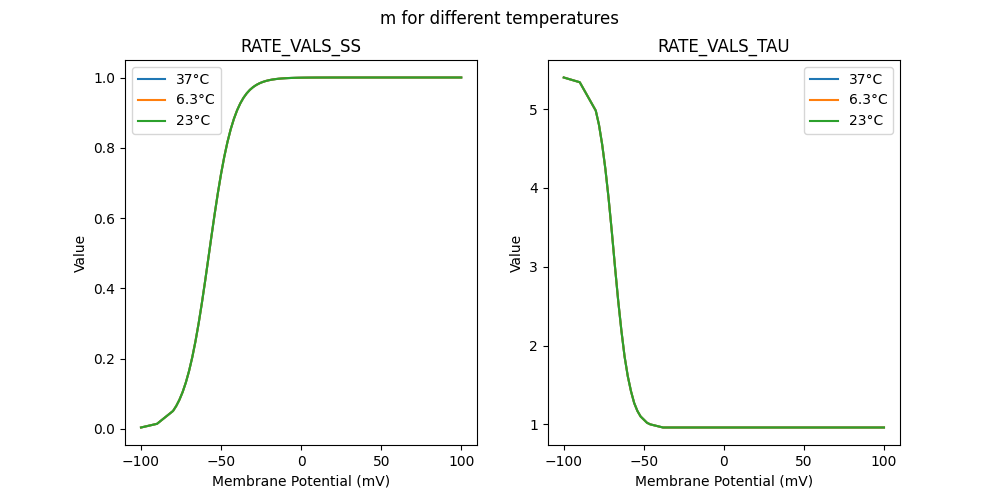 m for different temperatures
RATE_VALS_SS
RATE_VALS_TAU
1.0
0.8
0.6
0.4
0.2
0.0
Value
37°C
6.3°C
23°C
−100
−50
0
50
100
Membrane Potential (mV)
5
4
3
2
1
Value
37°C
6.3°C
23°C
−100
−50
0
50
100
Membrane Potential (mV)